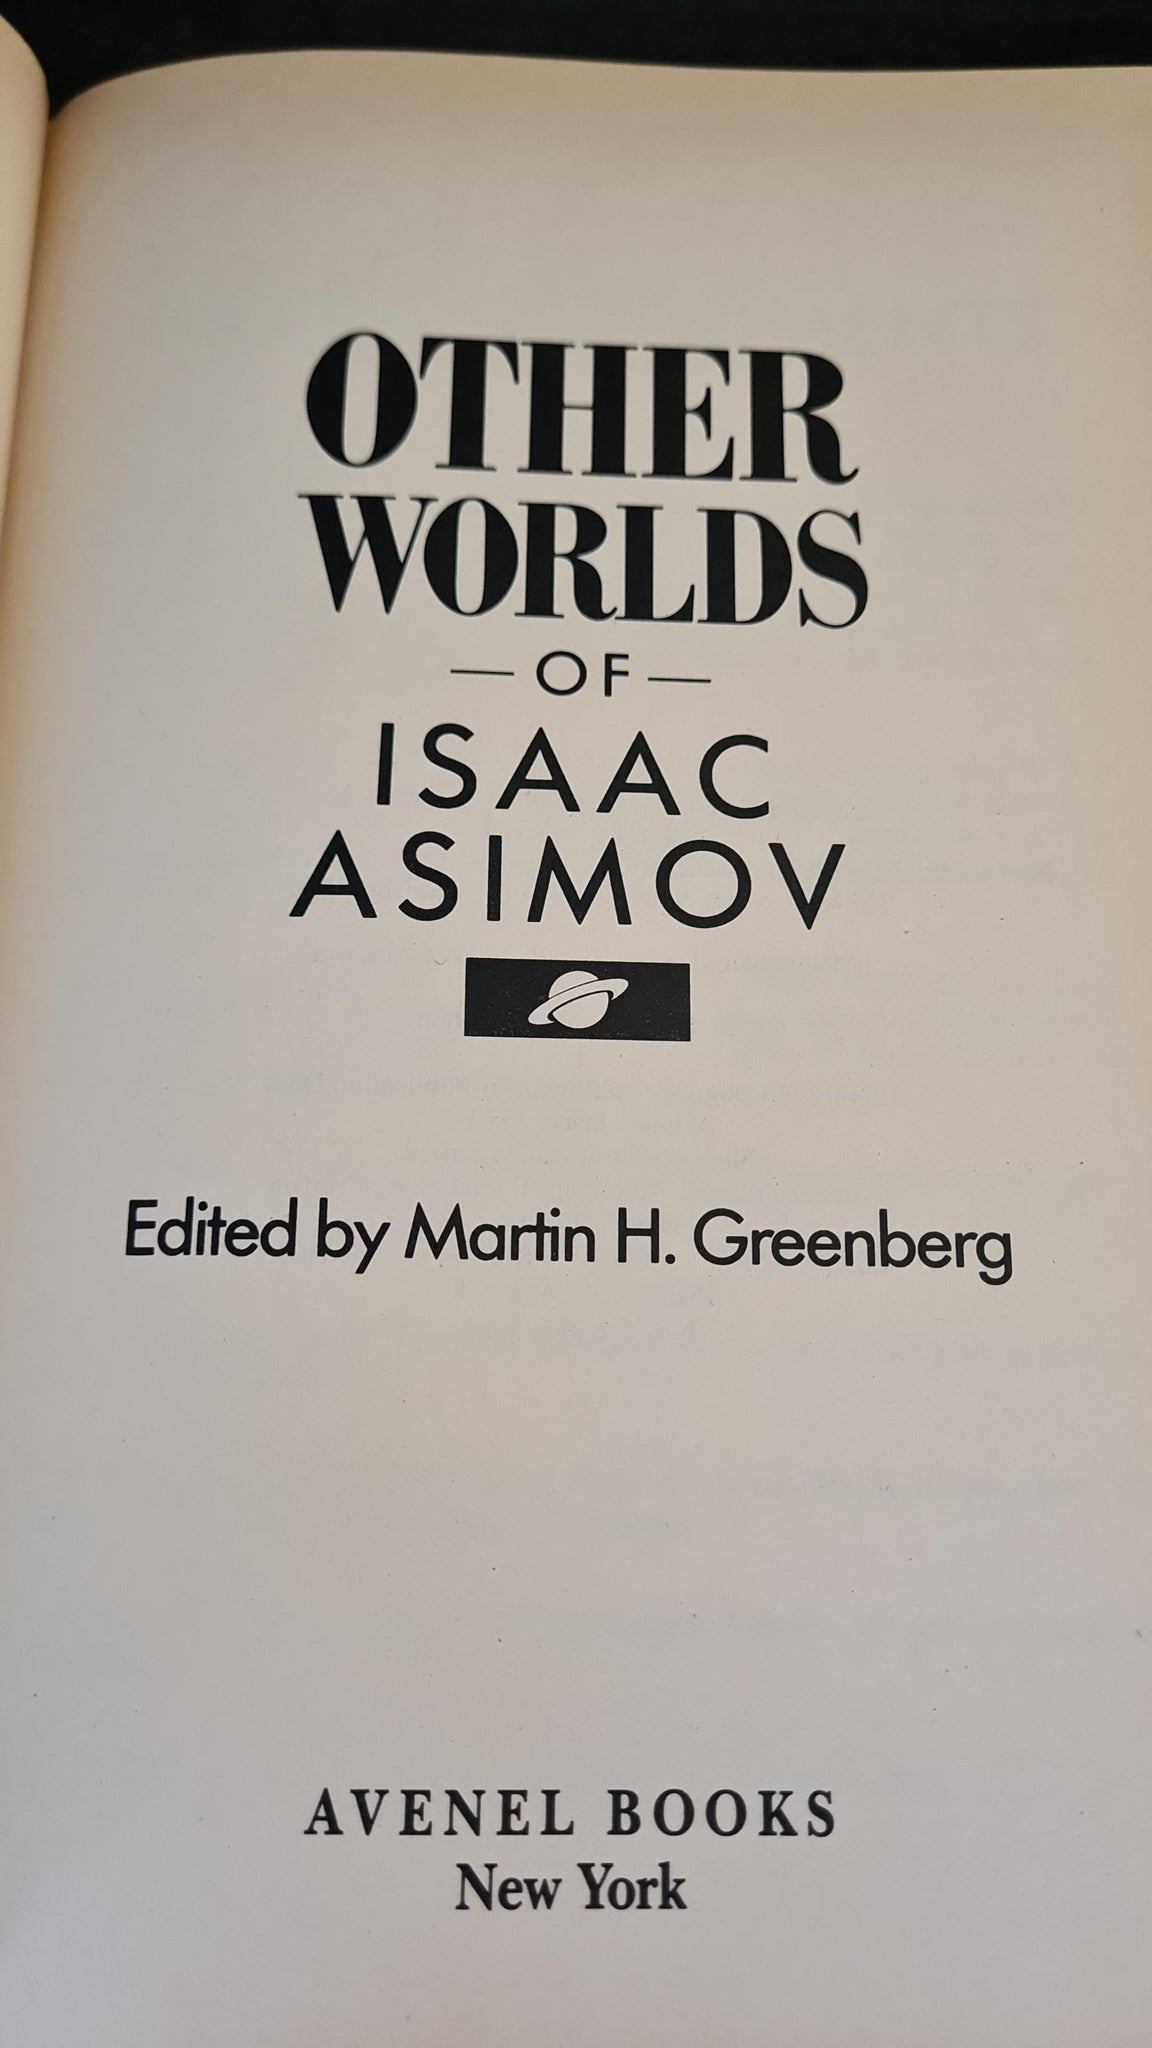 OTHER
WORLDS
— OF —
ISAAC
ASIMOV
Edited by Martin H. Greenberg
AVENEL BOOKS
New York